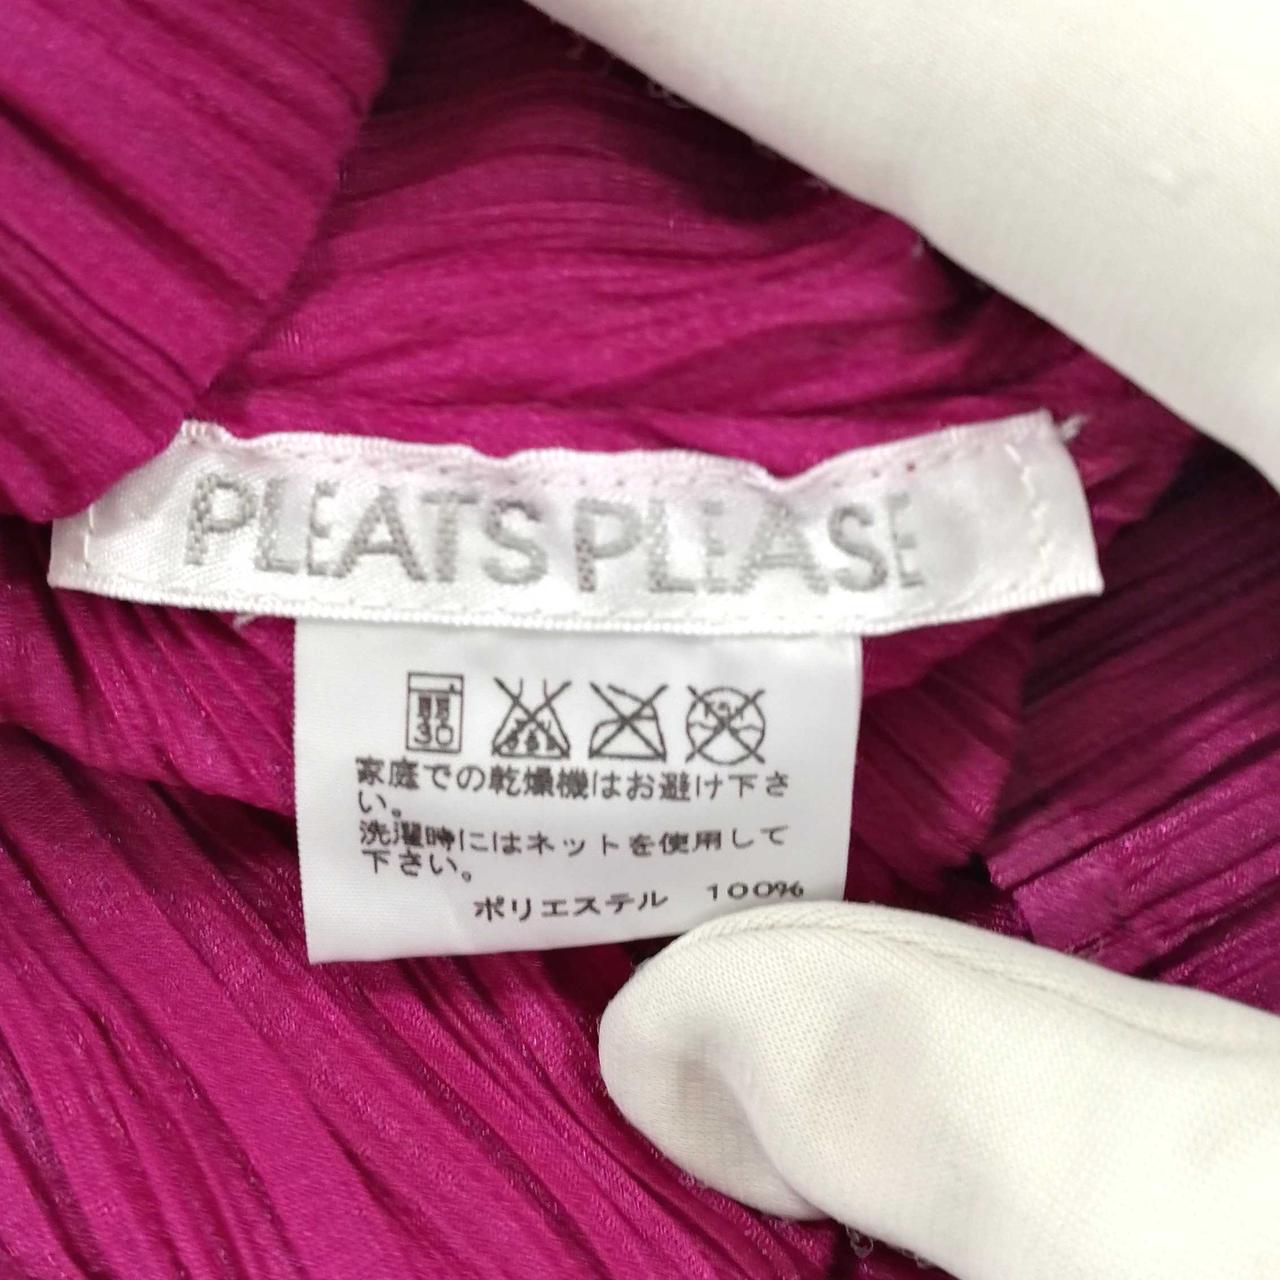 PLEATS PLEASE
30
家庭での乾燥機はお避け下さ
い。
洗濯時にはネットを使用して
下さい。
ポリエステル 100%